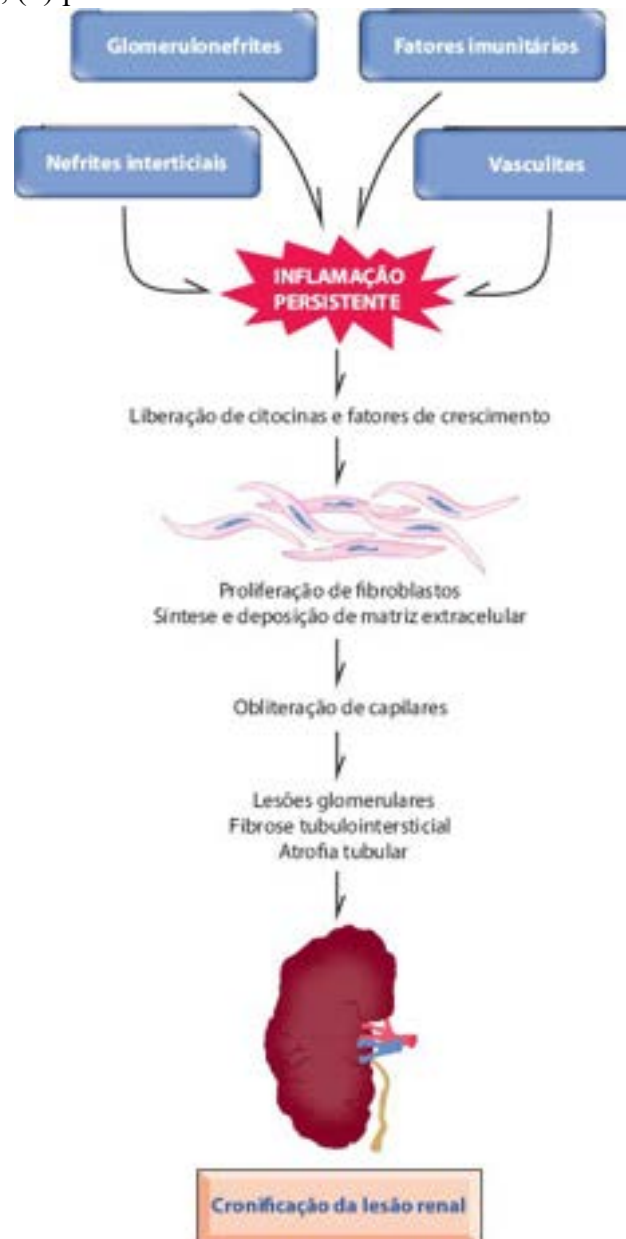 Glomerulonefrites
Fatores imunitários
Nefrites interticiais
Vasculites
INFLAMAÇÃO
PERSISTENTE
Liberação de citocinas e fatores de crescimento
Proliferação de fibroblastos
Síntese e deposição de matriz extracelular
Obliteração de capilares
Lesões glomerulares
Fibrose tubulointersticial
Atrofia tubular
Cronificação da lesão renal